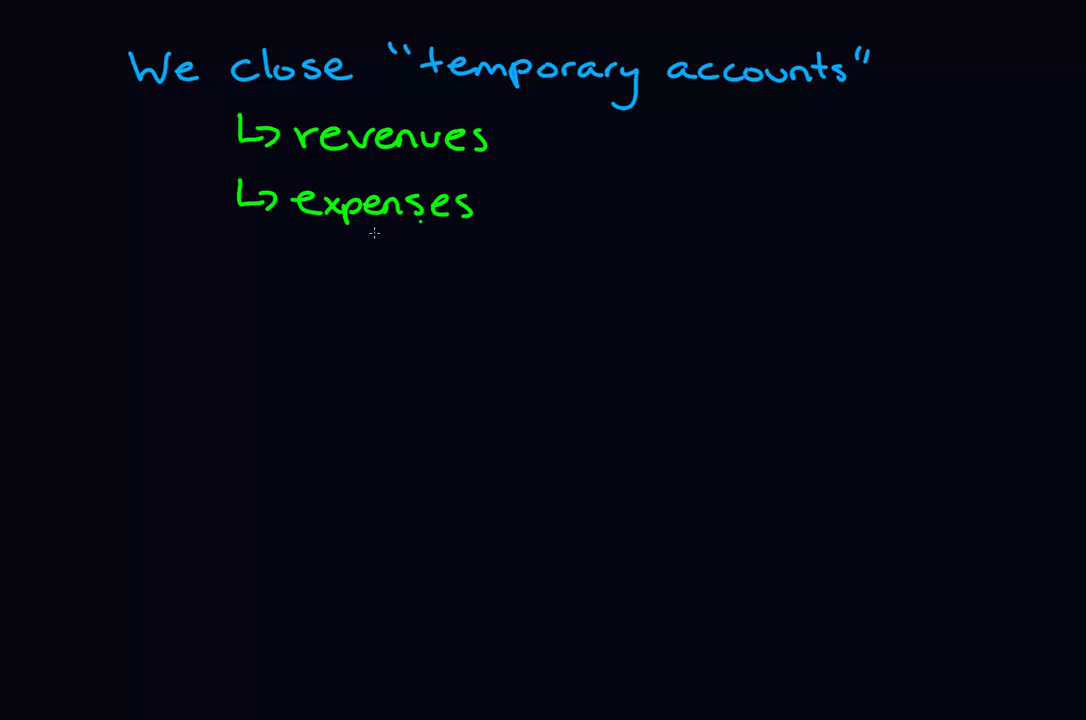 We close "temporary accounts"
↳ revenues
↳ expenses